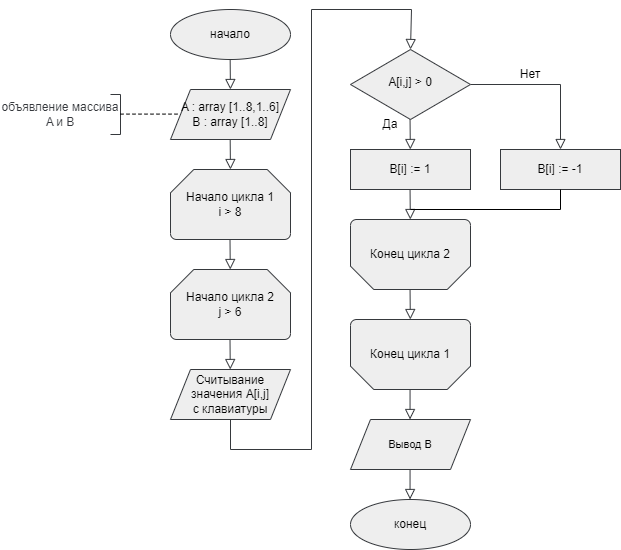 начало
объявление массива
А и В
A : array [1..8,1..6]
B : array [1..8]
Начало цикла 1
i > 8
Начало цикла 2
j > 6
Считывание
значения A[i,j]
с клавиатуры
A[i,j] > 0
Нет
Да
B[i] := 1
B[i] := -1
Конец цикла 2
Конец цикла 1
Вывод В
конец